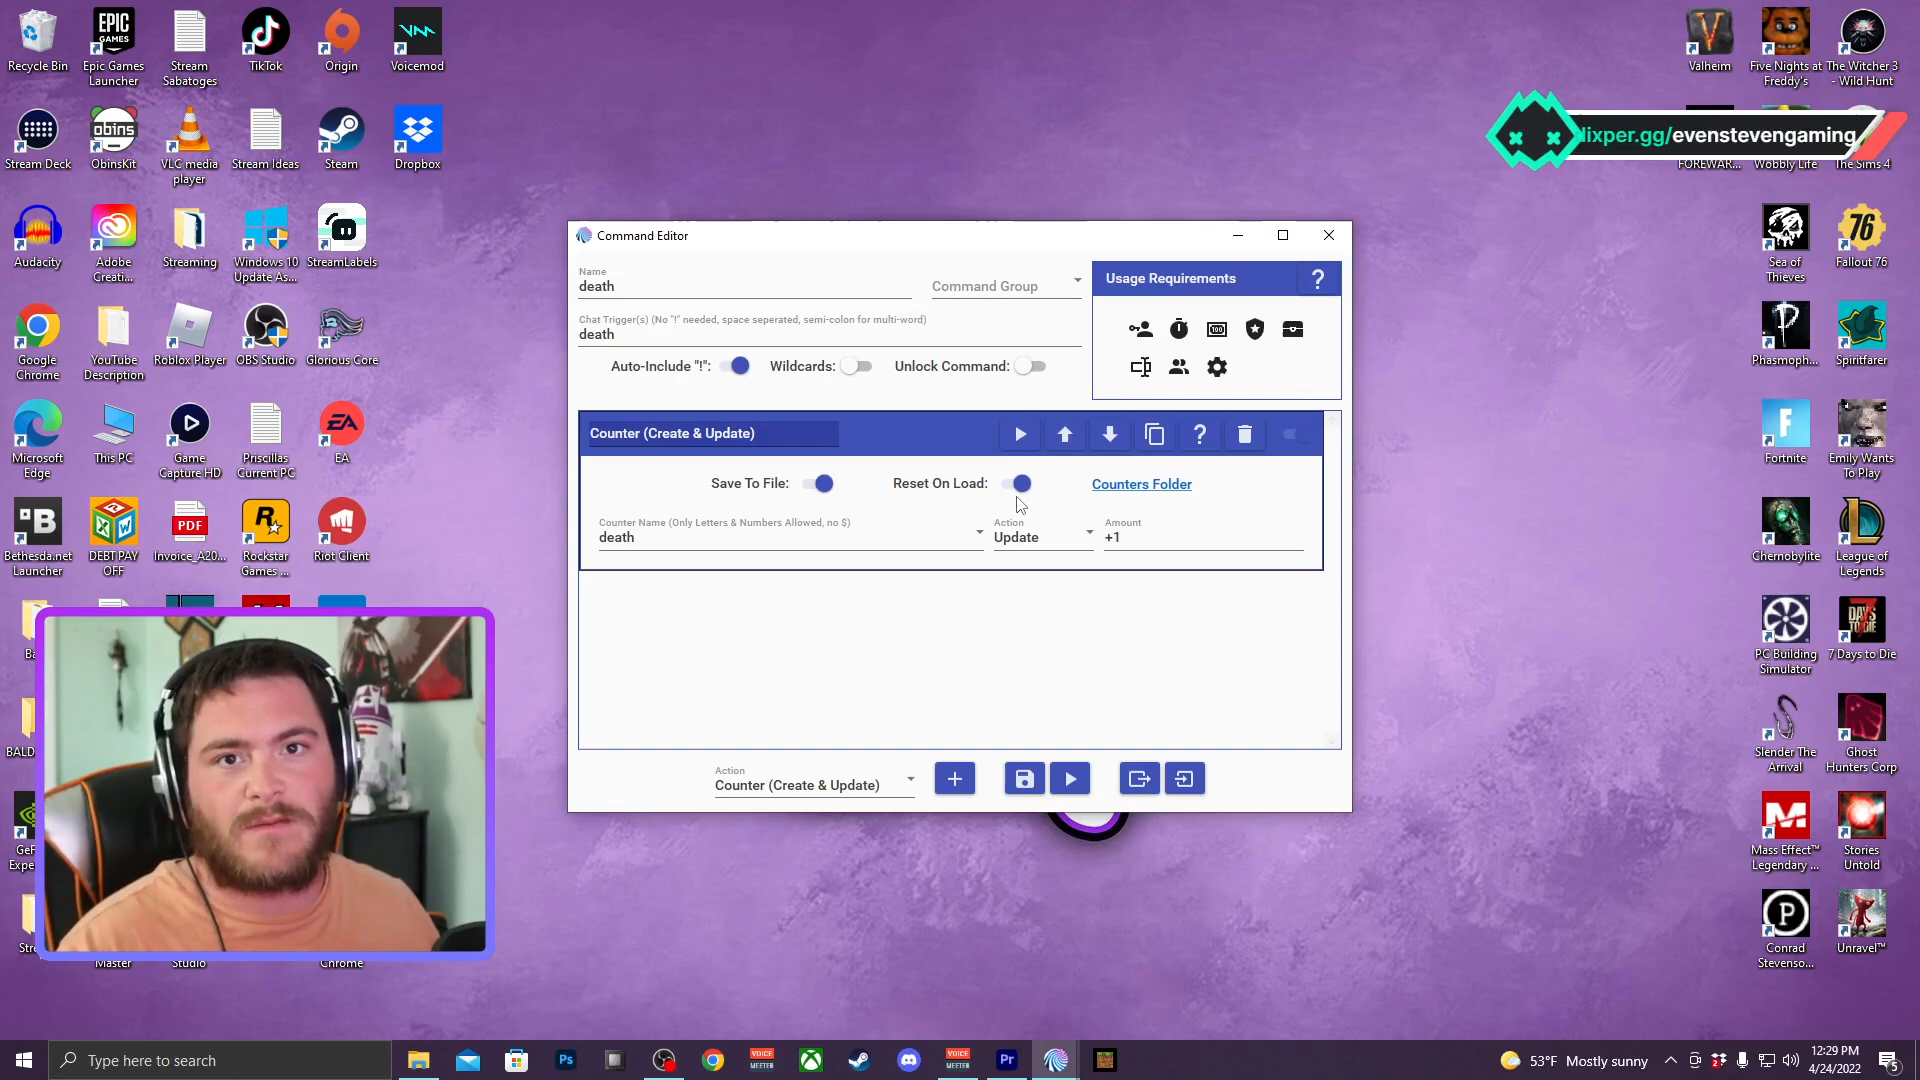 Recycle Bin
Epic Games Launcher
Stream Sabatoges
TikTok
Origin
Voicemod
Valheim
Five Nights at Freddy's
The Witcher 3 - Wild Hunt
lixper.gg/evenstevengaming
Stream Deck
ObinsKit
VLC media player
Stream Ideas
Steam
Dropbox
FOREWAR...
Wobbly Life
The Sims 4
Audacity
Adobe Creati...
Streaming
Windows 10 Update As...
StreamLabels
Sea of Thieves
Fallout 76
Google Chrome
YouTube Description
Roblox Player
OBS Studio
Glorious Core
Phasmoph...
Spiritfarer
Microsoft Edge
This PC
Game Capture HD
Priscillas Current PC
EA
Fortnite
Emily Wants To Play
Bethesda.net Launcher
DEBT PAY OFF
Invoice_A20...
Rockstar Games ...
Riot Client
Chernobylite
League of Legends
PC Building Simulator
7 Days to Die
Slender The Arrival
Ghost Hunters Corp
Mass Effect™ Legendary ...
Stories Untold
Conrad Stevenso...
Unravel™
Command Editor
Name
death
Command Group
Usage Requirements
?
Chat Trigger(s) (No "!" needed, space seperated, semi-colon for multi-word)
death
Auto-Include "!":
Wildcards:
Unlock Command:
Counter (Create & Update)
?
Save To File:
Reset On Load:
Counters Folder
Counter Name (Only Letters & Numbers Allowed, no $)
death
Action
Update
Amount
+1
Action
Counter (Create & Update)
Master
Studio
Chrome
Type here to search
53°F Mostly sunny
12:29 PM
4/24/2022
5